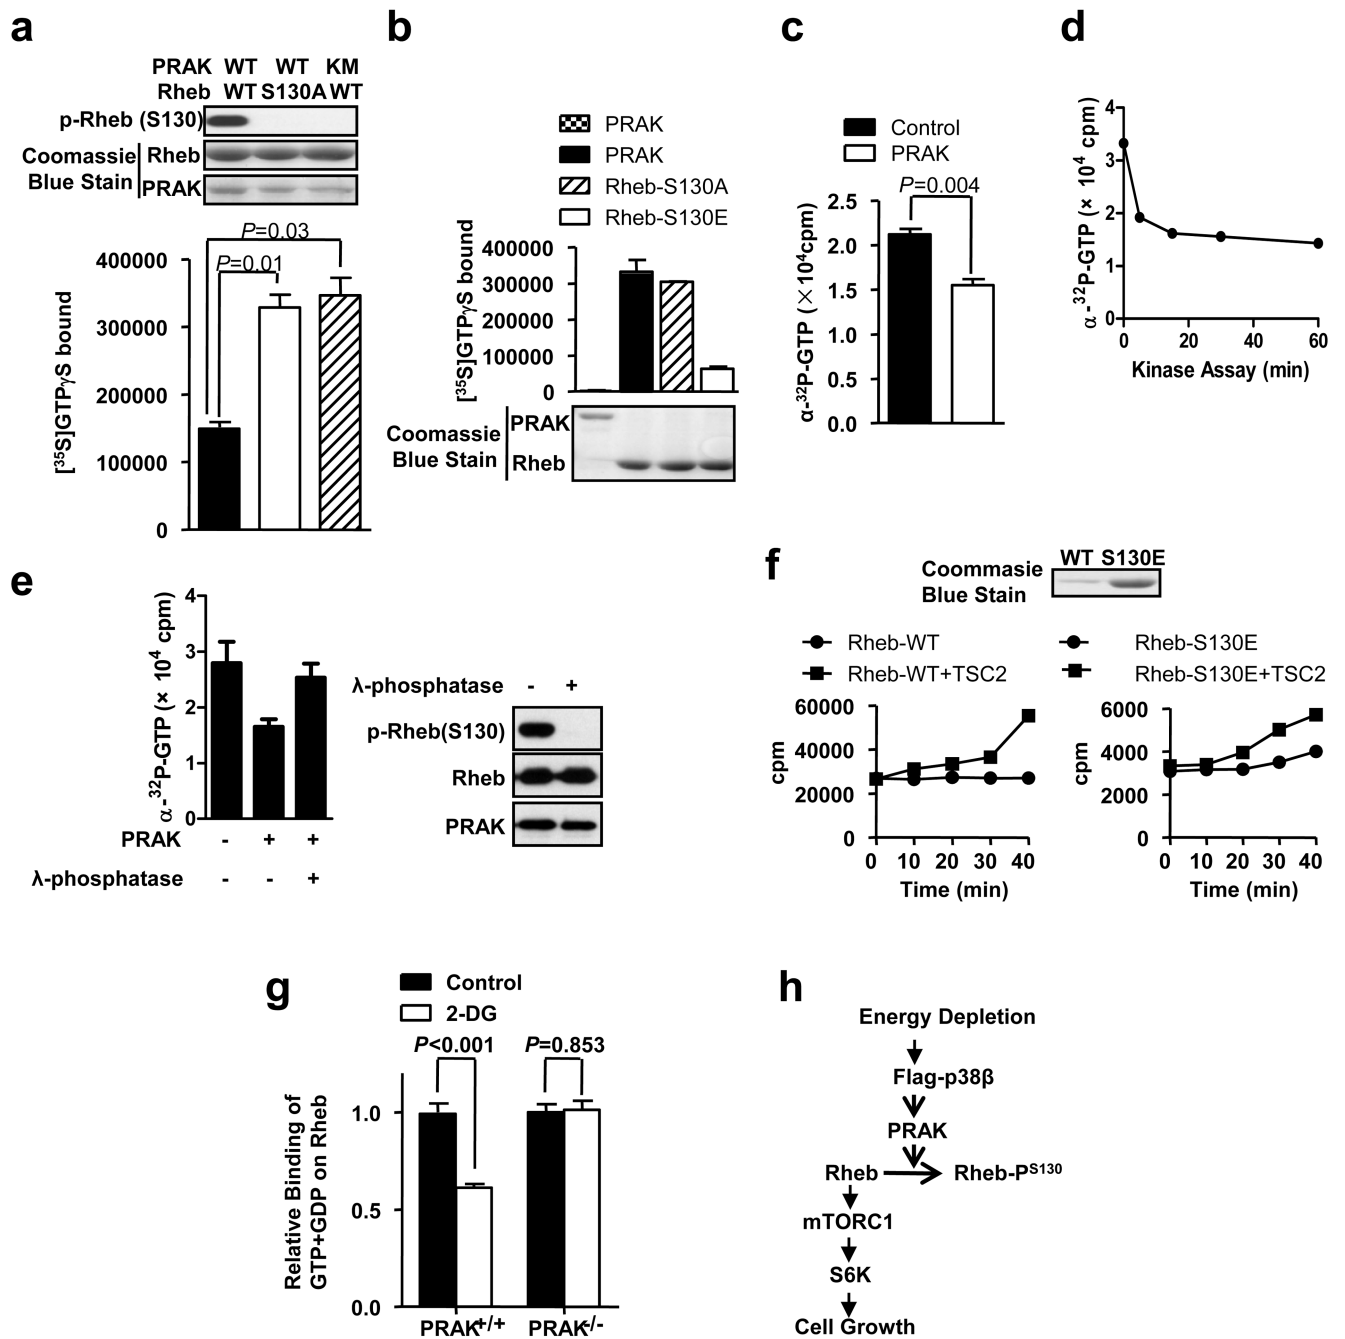 a
PRAK WT WT KM
Rheb WT S130A WT
p-Rheb (S130)
Coomassie Blue Stain
Rheb
PRAK
P=0.03
P=0.01
[³⁵S]GTPγS bound
400000
300000
200000
100000
0
b
PRAK
PRAK
Rheb-S130A
Rheb-S130E
[³⁵S]GTPγS bound
400000
300000
200000
100000
0
Coomassie Blue Stain
PRAK
Rheb
c
Control
PRAK
P=0.004
α-³²P-GTP (×10⁴cpm)
2.5
2.0
1.5
1.0
0.5
0.0
d
α-³²P-GTP (× 10⁴ cpm)
4
3
2
1
0
0 20 40 60
Kinase Assay (min)
e
α-³²P-GTP (× 10⁴ cpm)
4
3
2
1
0
PRAK - + +
λ-phosphatase - - +
λ-phosphatase - +
p-Rheb(S130)
Rheb
PRAK
f
WT S130E
Coommasie
Blue Stain
Rheb-WT
Rheb-WT+TSC2
cpm
60000
40000
20000
0
0 10 20 30 40
Time (min)
Rheb-S130E
Rheb-S130E+TSC2
cpm
6000
4000
2000
0
0 10 20 30 40
Time (min)
g
Control
2-DG
P<0.001
P=0.853
Relative Binding of
GTP+GDP on Rheb
1.0
0.5
0.0
PRAK+/+ PRAK-/-
h
Energy Depletion
Flag-p38β
PRAK
Rheb Rheb-Pˢ¹³⁰
mTORC1
S6K
Cell Growth